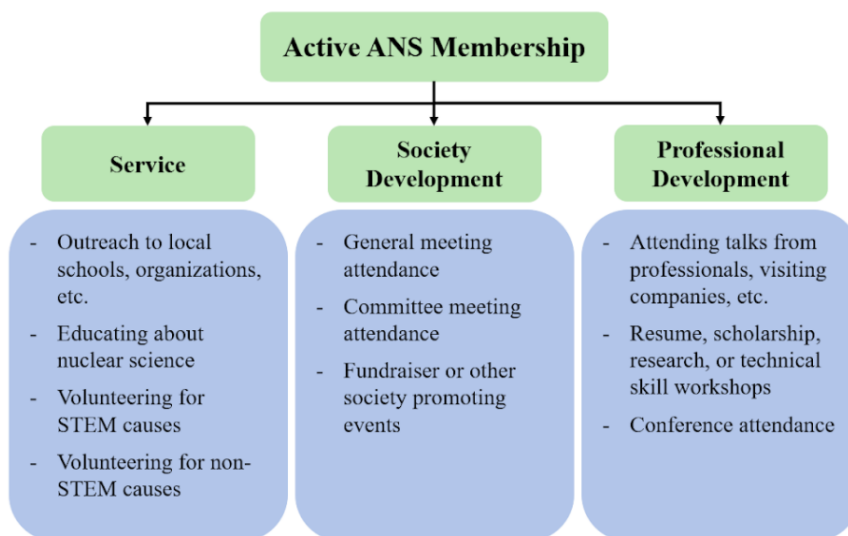 Active ANS Membership
Service
- Outreach to local
schools, organizations,
etc.
- Educating about
nuclear science
- Volunteering for
STEM causes
- Volunteering for non-
STEM causes
Society
Development
- General meeting
attendance
- Committee meeting
attendance
- Fundraiser or other
society promoting
events
Professional
Development
- Attending talks from
professionals, visiting
companies, etc.
- Resume, scholarship,
research, or technical
skill workshops
- Conference attendance